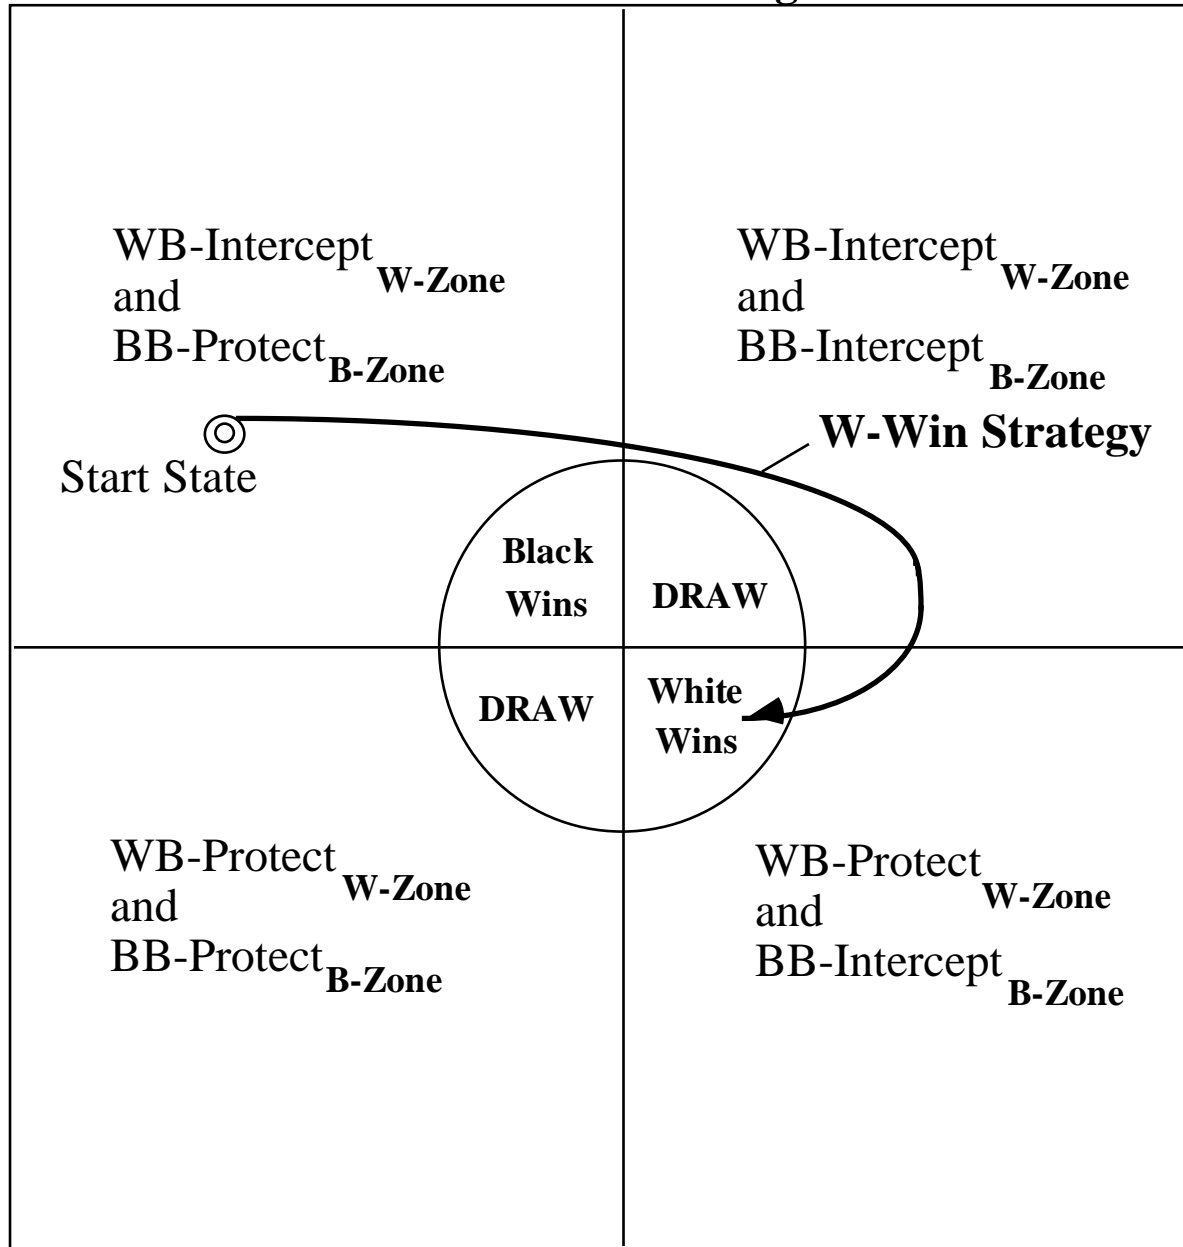 WB-Intercept W-Zone
and
BB-Protect B-Zone
Start State
WB-Intercept W-Zone
and
BB-Intercept B-Zone
W-Win Strategy
Black
Wins
DRAW
DRAW
White
Wins
WB-Protect W-Zone
and
BB-Protect B-Zone
WB-Protect W-Zone
and
BB-Intercept B-Zone